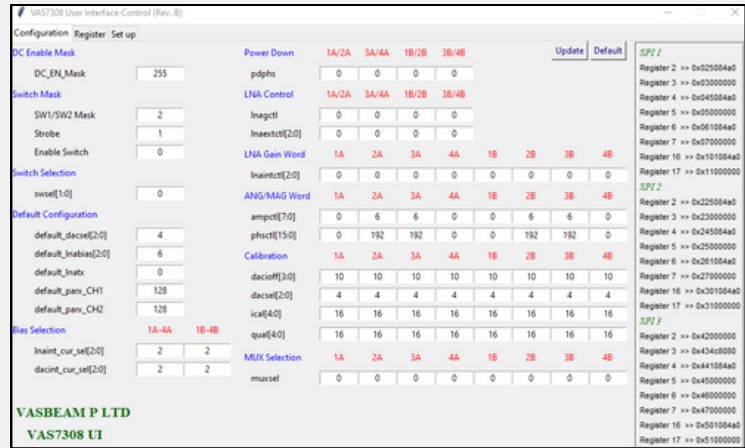 VAS7308 User Interface Control (Rev. B)
Configuration Register Set up
DC Enable Mask
DC_EN_Mask 255
Switch Mask
SW1/SW2 Mask 2
Strobe 1
Enable Switch 0
Switch Selection
swsel[1:0] 0
Default Configuration
default_dacsel[2:0] 4
default_lnabias[2:0] 6
default_lnatx 0
default_parx_CH1 128
default_parx_CH2 128
Bias Selection 1A-4A 1B-4B
lnaint_cur_sel[2:0] 2 2
dacint_cur_sel[2:0] 2 2
VASBEAM P LTD
VAS7308 UI
Update Default
Power Down 1A/2A 3A/4A 1B/2B 3B/4B
pdphs 0 0 0 0
LNA Control 1A/2A 3A/4A 1B/2B 3B/4B
lnagctl 0 0 0 0
lnaextctl[2:0] 0 0 0 0
LNA Gain Word 1A 2A 3A 4A 1B 2B 3B 4B
lnaintctl[2:0] 0 0 0 0 0 0 0 0
ANG/MAG Word 1A 2A 3A 4A 1B 2B 3B 4B
ampctl[7:0] 0 6 6 0 0 6 6 0
phsctl[15:0] 0 192 192 0 0 192 192 0
Calibration 1A 2A 3A 4A 1B 2B 3B 4B
dacioff[3:0] 10 10 10 10 10 10 10 10
dacsel[2:0] 4 4 4 4 4 4 4 4
ical[4:0] 16 16 16 16 16 16 16 16
qual[4:0] 16 16 16 16 16 16 16 16
MUX Selection 1A 2A 3A 4A 1B 2B 3B 4B
muxsel 0 0 0 0 0 0 0 0
SPI 1
Register 2 >> 0x025084a0
Register 3 >> 0x03000000
Register 4 >> 0x045084a0
Register 5 >> 0x05000000
Register 6 >> 0x061084a0
Register 7 >> 0x07000000
Register 16 >> 0x101084a0
Register 17 >> 0x11000000
SPI 2
Register 2 >> 0x225084a0
Register 3 >> 0x23000000
Register 4 >> 0x245084a0
Register 5 >> 0x25000000
Register 6 >> 0x261084a0
Register 7 >> 0x27000000
Register 16 >> 0x301084a0
Register 17 >> 0x31000000
SPI 3
Register 2 >> 0x42000000
Register 3 >> 0x434c8080
Register 4 >> 0x441084a0
Register 5 >> 0x45000000
Register 6 >> 0x46000000
Register 7 >> 0x47000000
Register 16 >> 0x501084a0
Register 17 >> 0x51000000